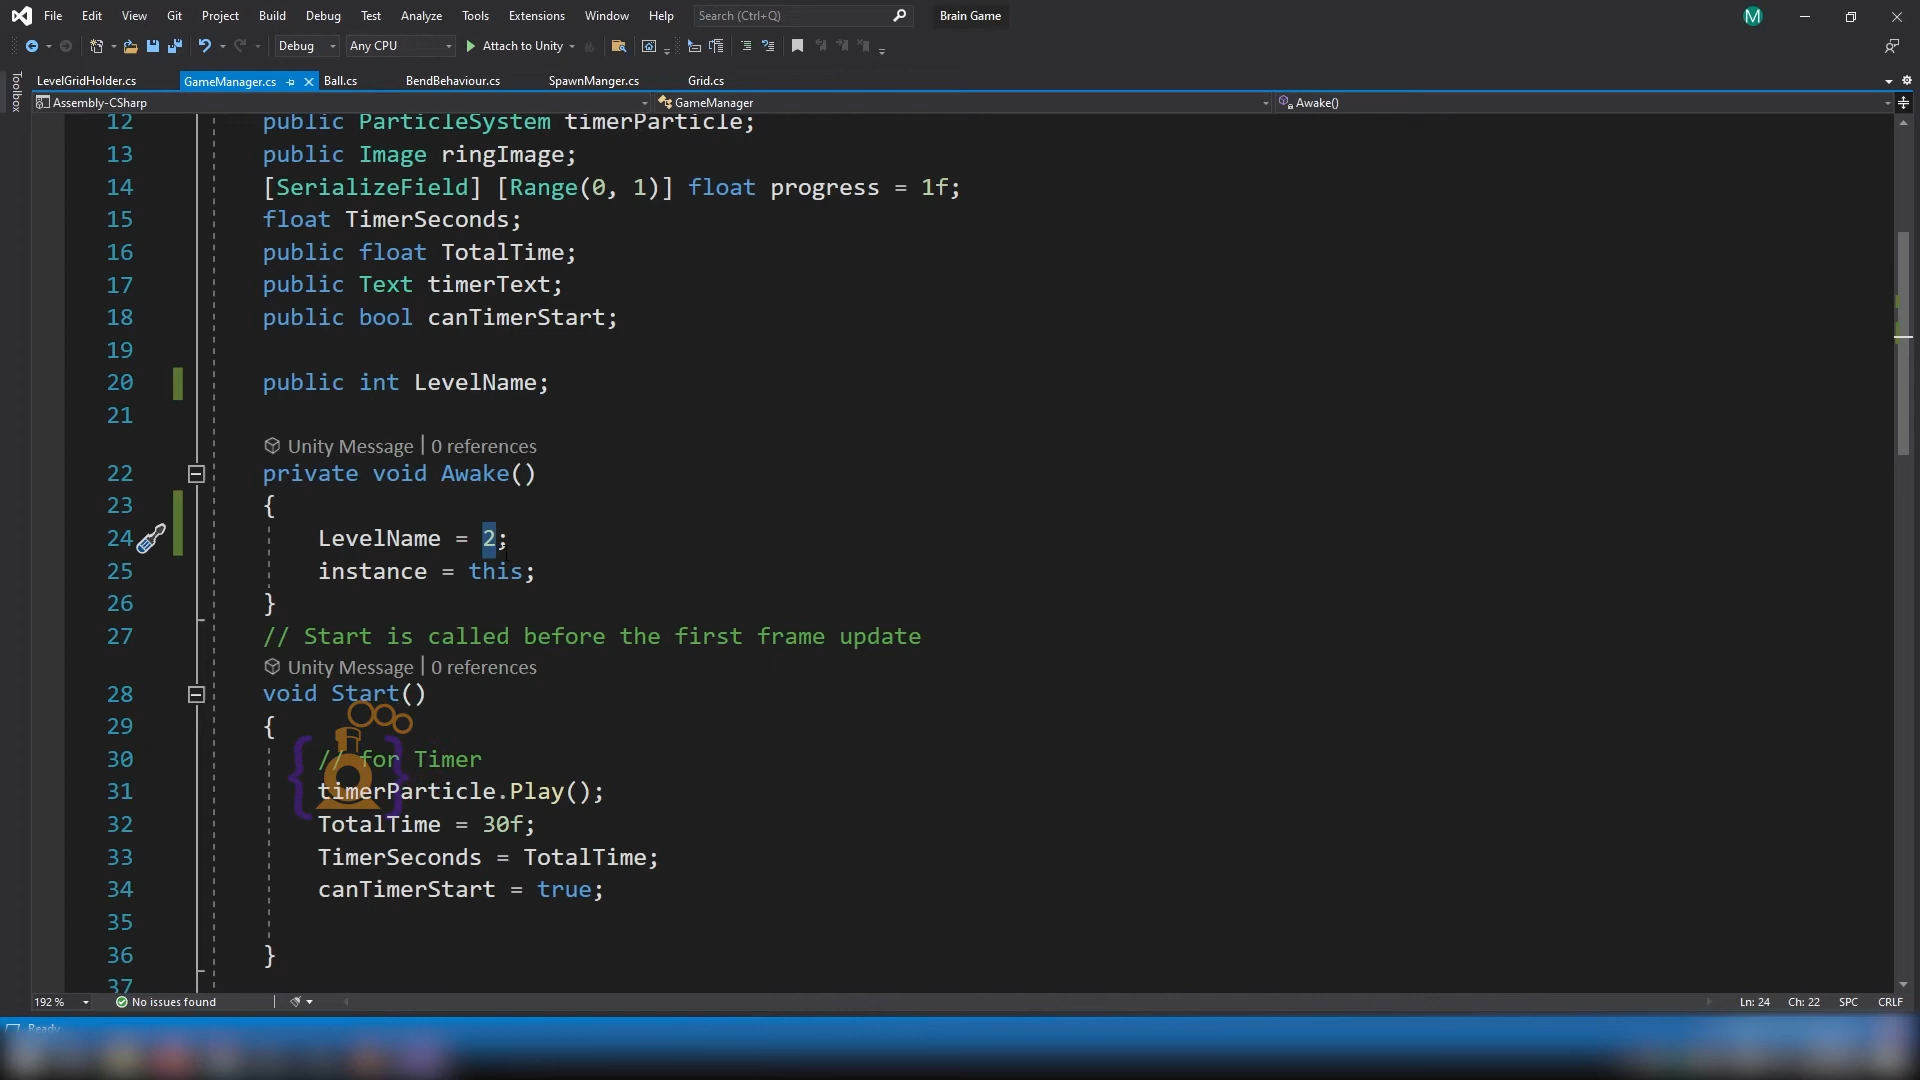 File Edit View Git Project Build Debug Test Analyze Tools Extensions Window Help Search (Ctrl+Q) Brain Game M
Debug Any CPU Attach to Unity
Toolbox
LevelGridHolder.cs GameManager.cs Ball.cs BendBehaviour.cs SpawnManger.cs Grid.cs
Assembly-CSharp GameManager Awake()
12 public ParticleSystem timerParticle;
13 public Image ringImage;
14 [SerializeField] [Range(0, 1)] float progress = 1f;
15 float TimerSeconds;
16 public float TotalTime;
17 public Text timerText;
18 public bool canTimerStart;
19
20 public int LevelName;
21
Unity Message | 0 references
22 private void Awake()
23 {
24 LevelName = 2;
25 instance = this;
26 }
27 // Start is called before the first frame update
Unity Message | 0 references
28 void Start()
29 {
30 // for Timer
31 timerParticle.Play();
32 TotalTime = 30f;
33 TimerSeconds = TotalTime;
34 canTimerStart = true;
35
36 }
37
192 % No issues found Ln: 24 Ch: 22 SPC CRLF
Ready